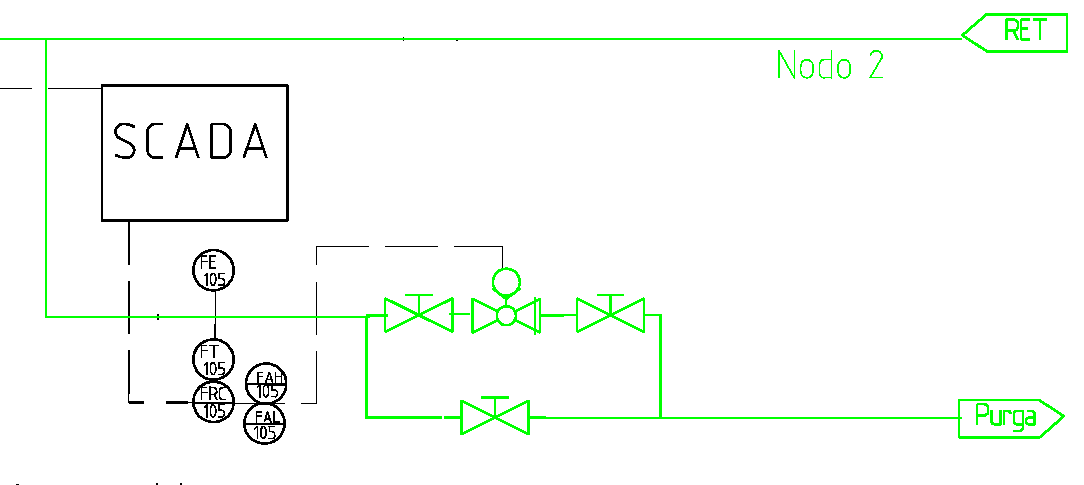 RET
Nodo 2
SCADA
FE
105
FT
105
FRC
105
FAH
105
FAL
105
Purga